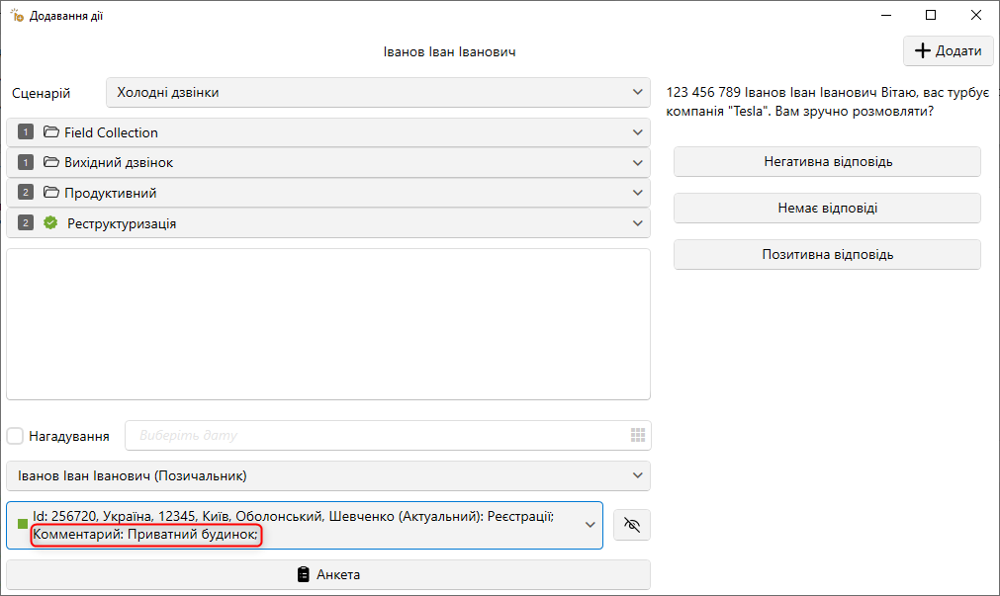 Додавання дії
Іванов Іван Іванович
Додати
Сценарій
Холодні дзвінки
1 Field Collection
1 Вихідний дзвінок
2 Продуктивний
2 Реструктуризація
Нагадування
Виберіть дату
Іванов Іван Іванович (Позичальник)
Id: 256720, Україна, 12345, Київ, Оболонський, Шевченко (Актуальний): Реєстрації;
Комментарий: Приватний будинок;
Анкета
123 456 789 Іванов Іван Іванович Вітаю, вас турбує
компанія "Tesla". Вам зручно розмовляти?
Негативна відповідь
Немає відповіді
Позитивна відповідь